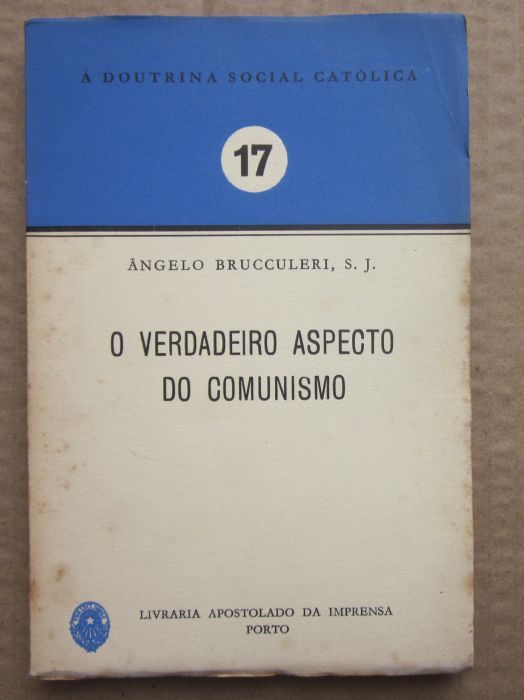 A DOUTRINA SOCIAL CATÓLICA
17
ÂNGELO BRUCCULERI, S. J.
O VERDADEIRO ASPECTO
DO COMUNISMO
LIVRARIA APOSTOLADO DA IMPRENSA
PORTO